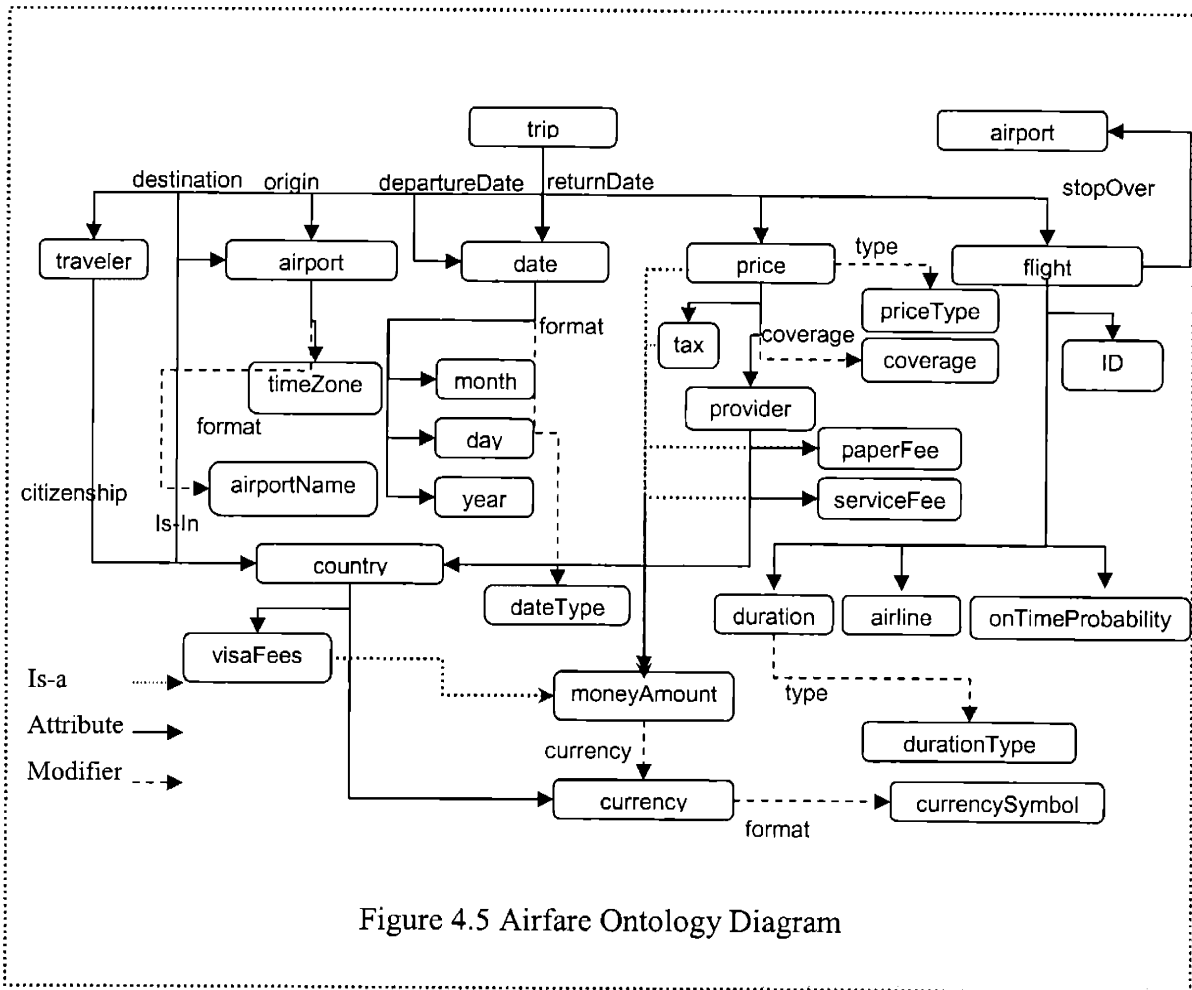 trip
airport
destination
origin
departureDate
returnDate
stopOver
traveler
airport
date
price
type
flight
priceType
format
tax
coverage
coverage
ID
timeZone
month
provider
format
day
paperFee
airportName
citizenship
year
serviceFee
Is-In
country
dateType
duration
airline
onTimeProbability
visaFees
Is-a
moneyAmount
type
Attribute
durationType
currency
Modifier
currency
currencySymbol
format
Figure 4.5 Airfare Ontology Diagram